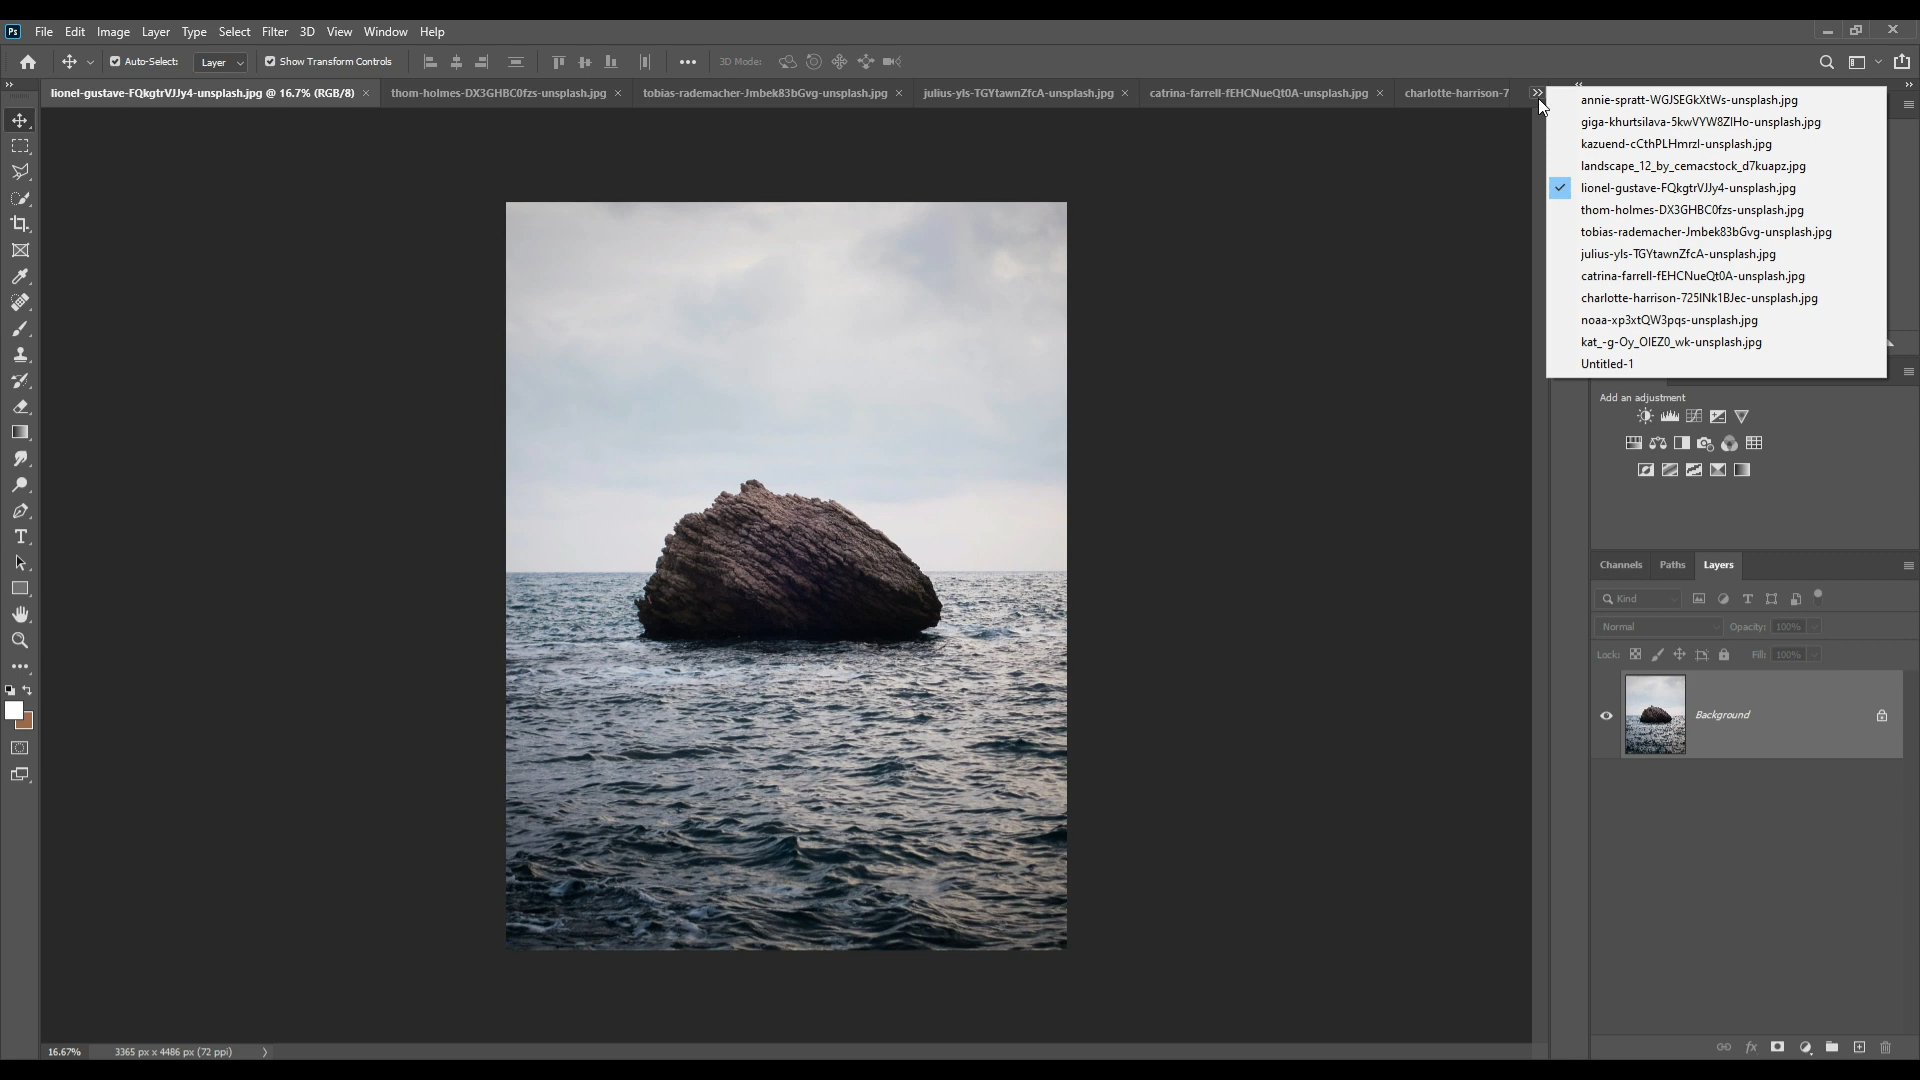 Ps File Edit Image Layer Type Select Filter 3D View Window Help
Auto-Select: Layer Show Transform Controls 3D Mode:
lionel-gustave-FQkgtrVJJy4-unsplash.jpg @ 16.7% (RGB/8) thom-holmes-DX3GHBC0fzs-unsplash.jpg tobias-rademacher-Jmbek83bGvg-unsplash.jpg julius-yls-TGYtawnZfcA-unsplash.jpg catrina-farrell-fEHCNueQt0A-unsplash.jpg charlotte-harrison-7
annie-spratt-WGJSEGkXtWs-unsplash.jpg
giga-khurtsilava-5kwVYW8ZIHo-unsplash.jpg
kazuend-cCthPLHmrzI-unsplash.jpg
landscape_12_by_cemacstock_d7kuapz.jpg
lionel-gustave-FQkgtrVJJy4-unsplash.jpg
thom-holmes-DX3GHBC0fzs-unsplash.jpg
tobias-rademacher-Jmbek83bGvg-unsplash.jpg
julius-yls-TGYtawnZfcA-unsplash.jpg
catrina-farrell-fEHCNueQt0A-unsplash.jpg
charlotte-harrison-725INk1BJec-unsplash.jpg
noaa-xp3xtQW3pqs-unsplash.jpg
kat_-g-Oy_OIEZ0_wk-unsplash.jpg
Untitled-1
Add an adjustment
Channels Paths Layers
Kind
Normal Opacity: 100%
Lock: Fill: 100%
Background
fx
16.67% 3365 px x 4486 px (72 ppi)